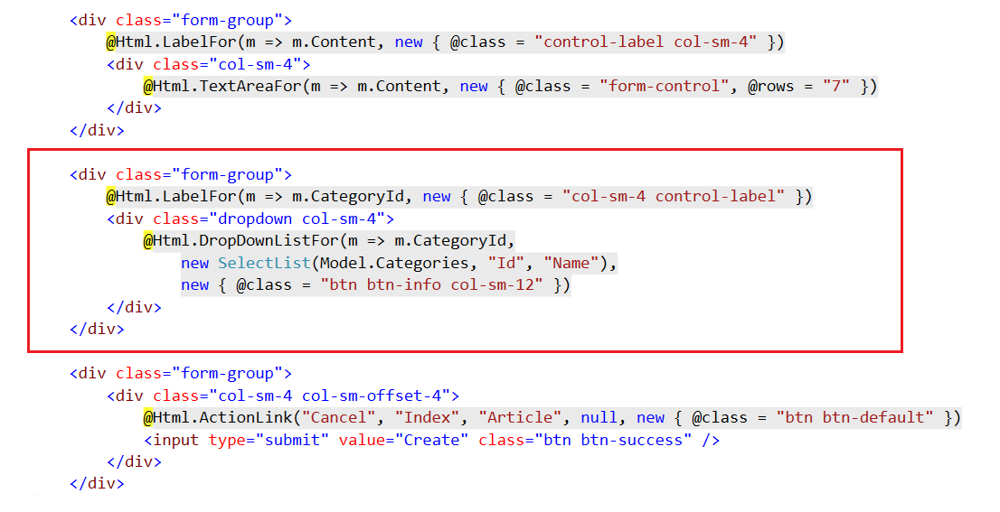 <div class="form-group">
@Html.LabelFor(m => m.Content, new { @class = "control-label col-sm-4" })
<div class="col-sm-4">
@Html.TextAreaFor(m => m.Content, new { @class = "form-control", @rows = "7" })
</div>
</div>
<div class="form-group">
@Html.LabelFor(m => m.CategoryId, new { @class = "col-sm-4 control-label" })
<div class="dropdown col-sm-4">
@Html.DropDownListFor(m => m.CategoryId,
new SelectList(Model.Categories, "Id", "Name"),
new { @class = "btn btn-info col-sm-12" })
</div>
</div>
<div class="form-group">
<div class="col-sm-4 col-sm-offset-4">
@Html.ActionLink("Cancel", "Index", "Article", null, new { @class = "btn btn-default" })
<input type="submit" value="Create" class="btn btn-success" />
</div>
</div>